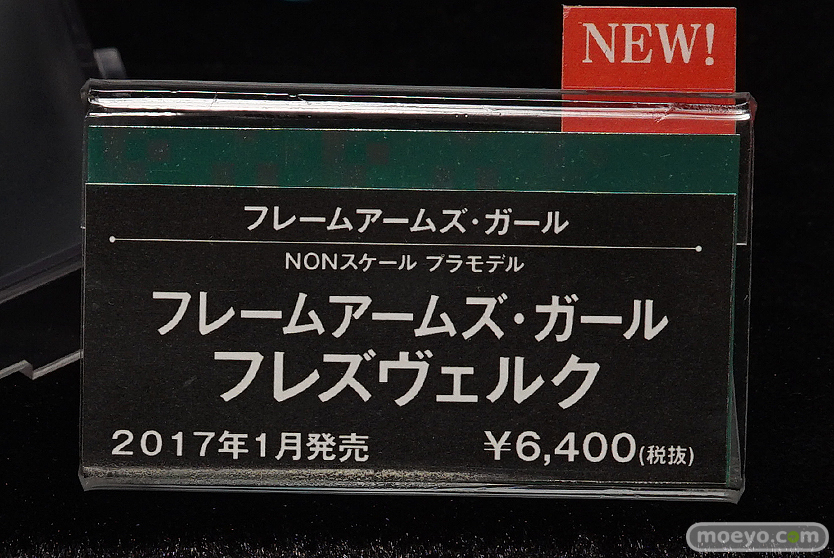 NEW!
フレームアームズ・ガール
NONスケール プラモデル
フレームアームズ・ガール
フレズヴェルク
2017年1月発売 ¥6,400(税抜)
moeyo.com